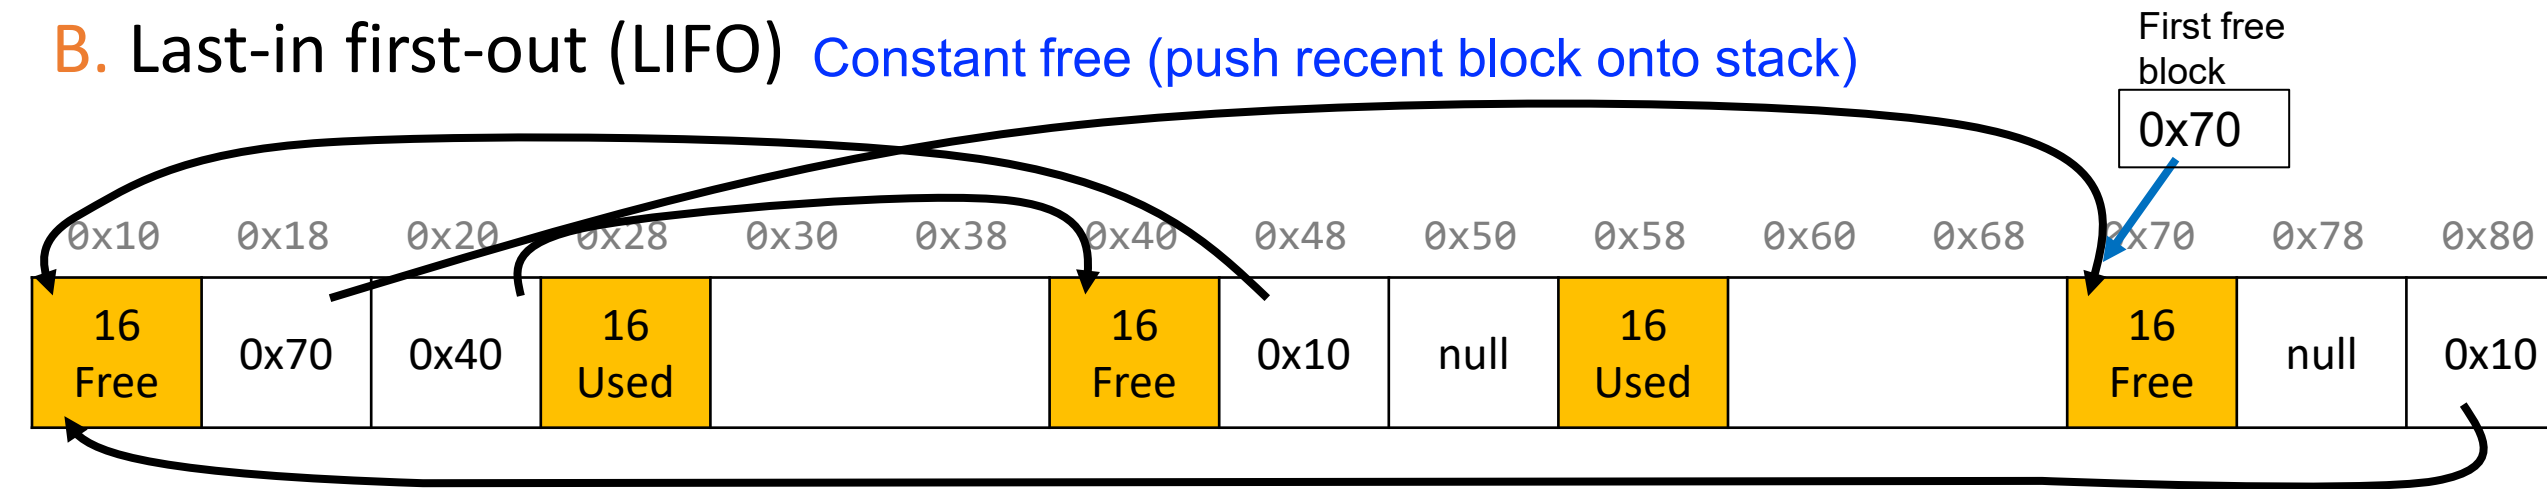 B. Last-in first-out (LIFO) Constant free (push recent block onto stack)
First free
block
0x70
0x10 0x18 0x20 0x28 0x30 0x38 0x40 0x48 0x50 0x58 0x60 0x68 0x70 0x78 0x80
16 Free 0x70 0x40 16 Used 16 Free 0x10 null 16 Used 16 Free null 0x10